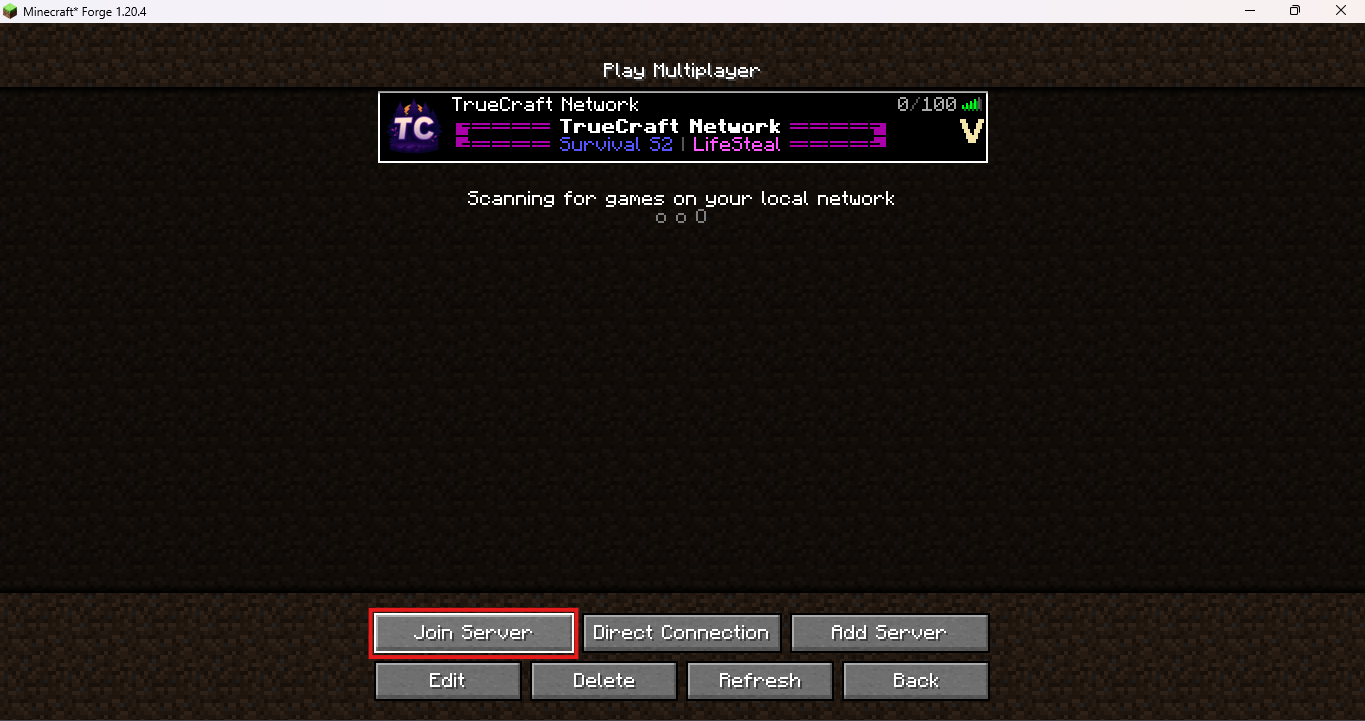 Minecraft* Forge 1.20.4
Play Multiplayer
TrueCraft Network 0/100
TC
====== TrueCraft Network ======
V
====== Survival S2 | LifeSteal ======
Scanning for games on your local network
o o O
Join Server Direct Connection Add Server
Edit Delete Refresh Back